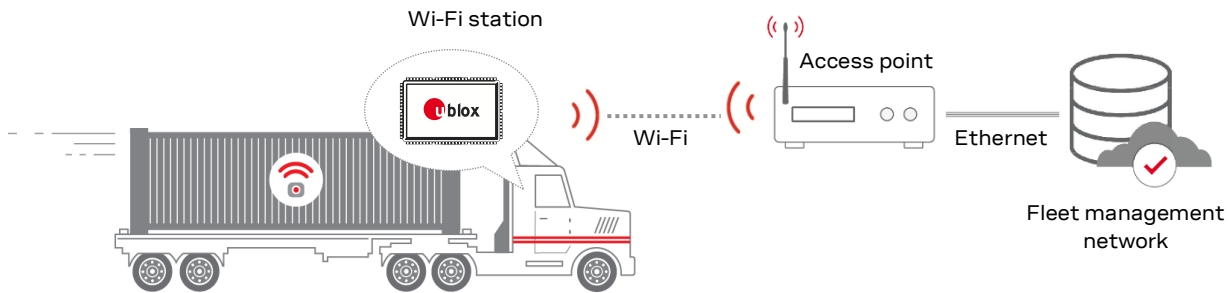 Wi-Fi station
ublox
Access point
Wi-Fi
Ethernet
Fleet management
network